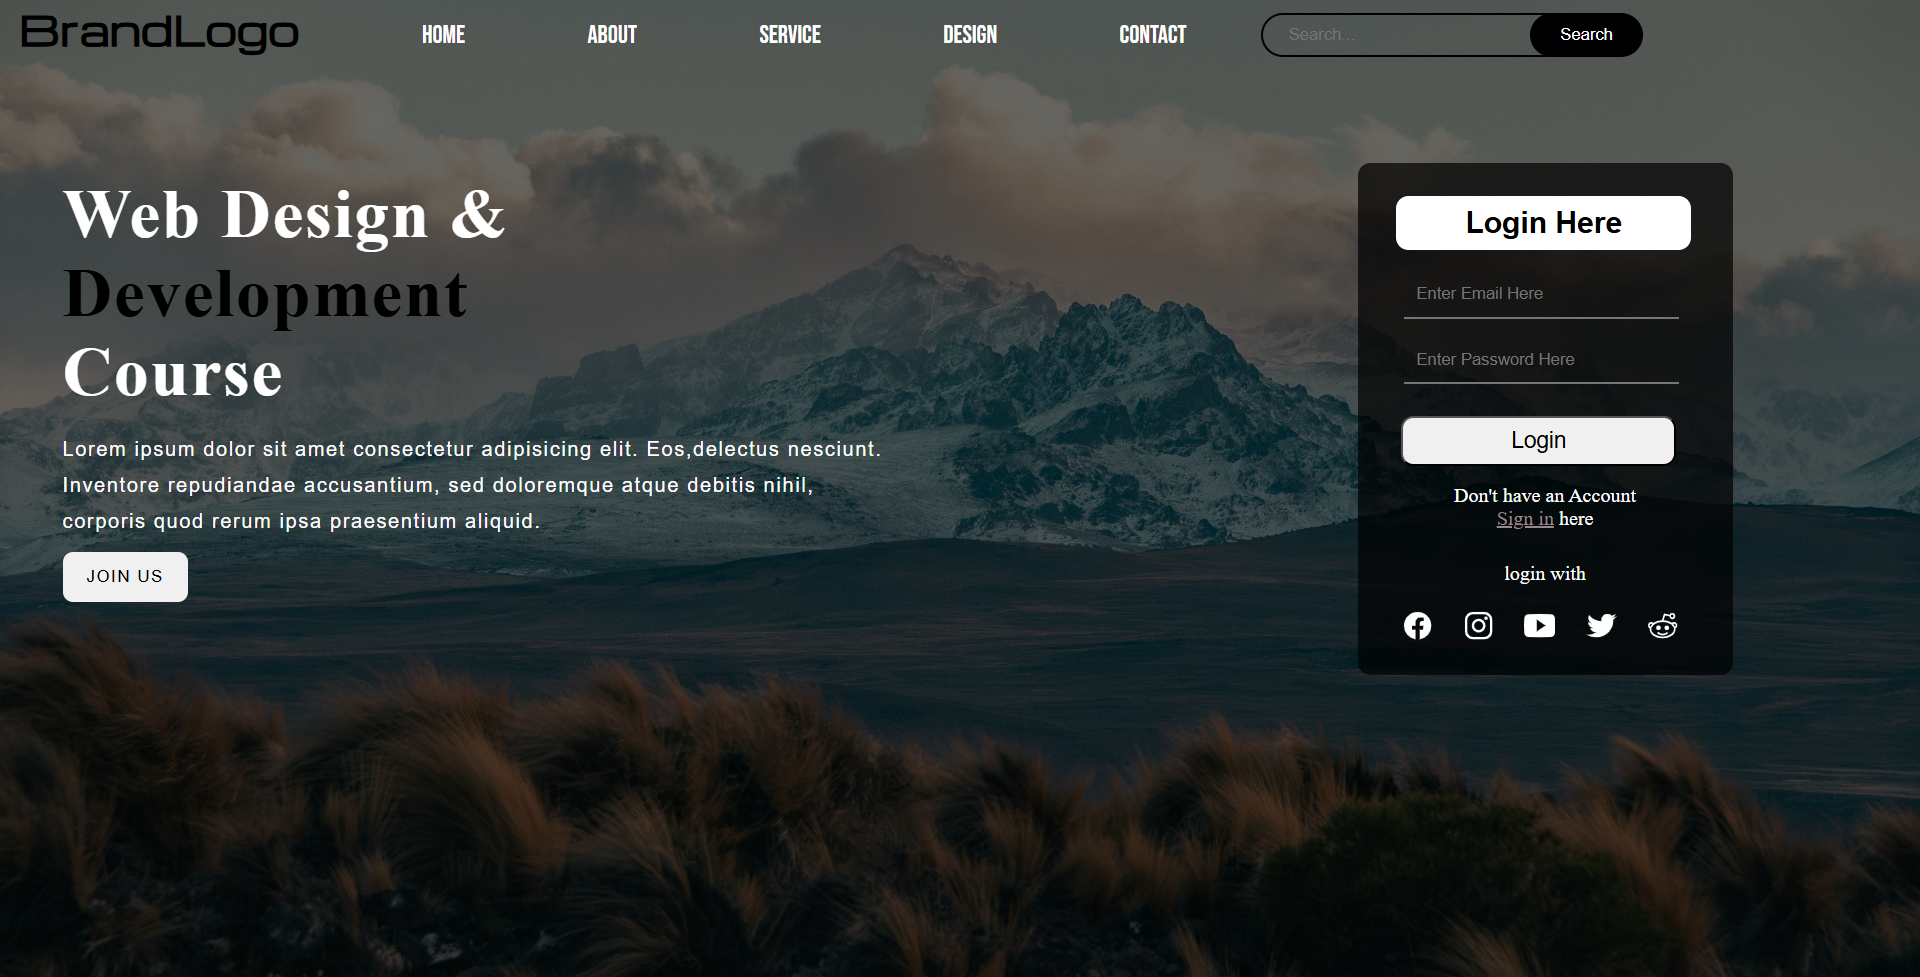 BrandLogo
HOME ABOUT SERVICE DESIGN CONTACT Search... Search
Web Design &
Development
Course
Lorem ipsum dolor sit amet consectetur adipisicing elit. Eos,delectus nesciunt.
Inventore repudiandae accusantium, sed doloremque atque debitis nihil,
corporis quod rerum ipsa praesentium aliquid.
JOIN US
Login Here
Enter Email Here
Enter Password Here
Login
Don't have an Account
Sign in here
login with